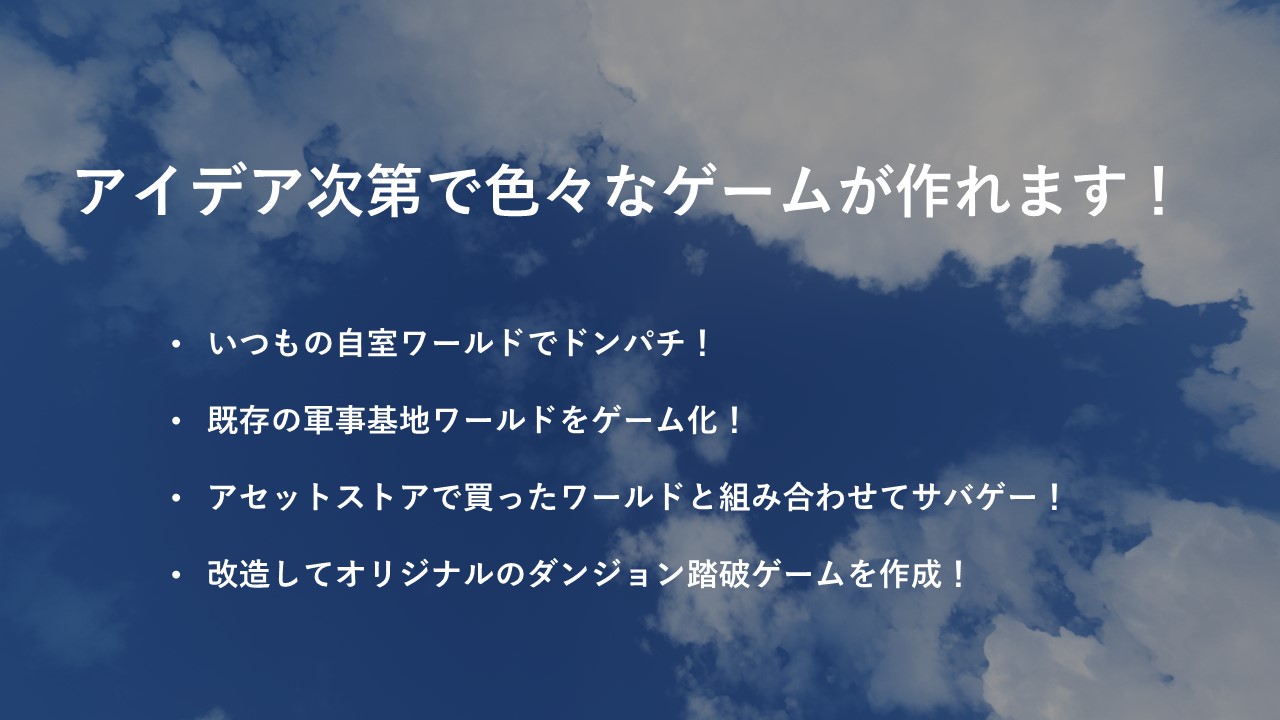 アイデア次第で色々なゲームが作れます！
・ いつもの自室ワールドでドンパチ！
・ 既存の軍事基地ワールドをゲーム化！
・ アセットストアで買ったワールドと組み合わせてサバゲー！
・ 改造してオリジナルのダンジョン踏破ゲームを作成！